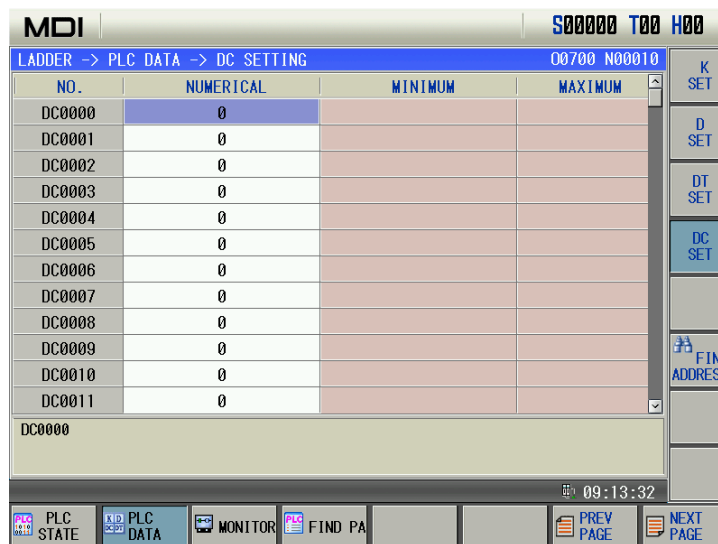 MDI
S00000 T00 H00
LADDER -> PLC DATA -> DC SETTING
O0700 N00010
NO. NUMERICAL MINIMUM MAXIMUM
DC0000 0
DC0001 0
DC0002 0
DC0003 0
DC0004 0
DC0005 0
DC0006 0
DC0007 0
DC0008 0
DC0009 0
DC0010 0
DC0011 0
DC0000
09:13:32
K
SET
D
SET
DT
SET
DC
SET
FIN
ADDRES
PLC
STATE
PLC
DATA
MONITOR
FIND PA
PREV
PAGE
NEXT
PAGE